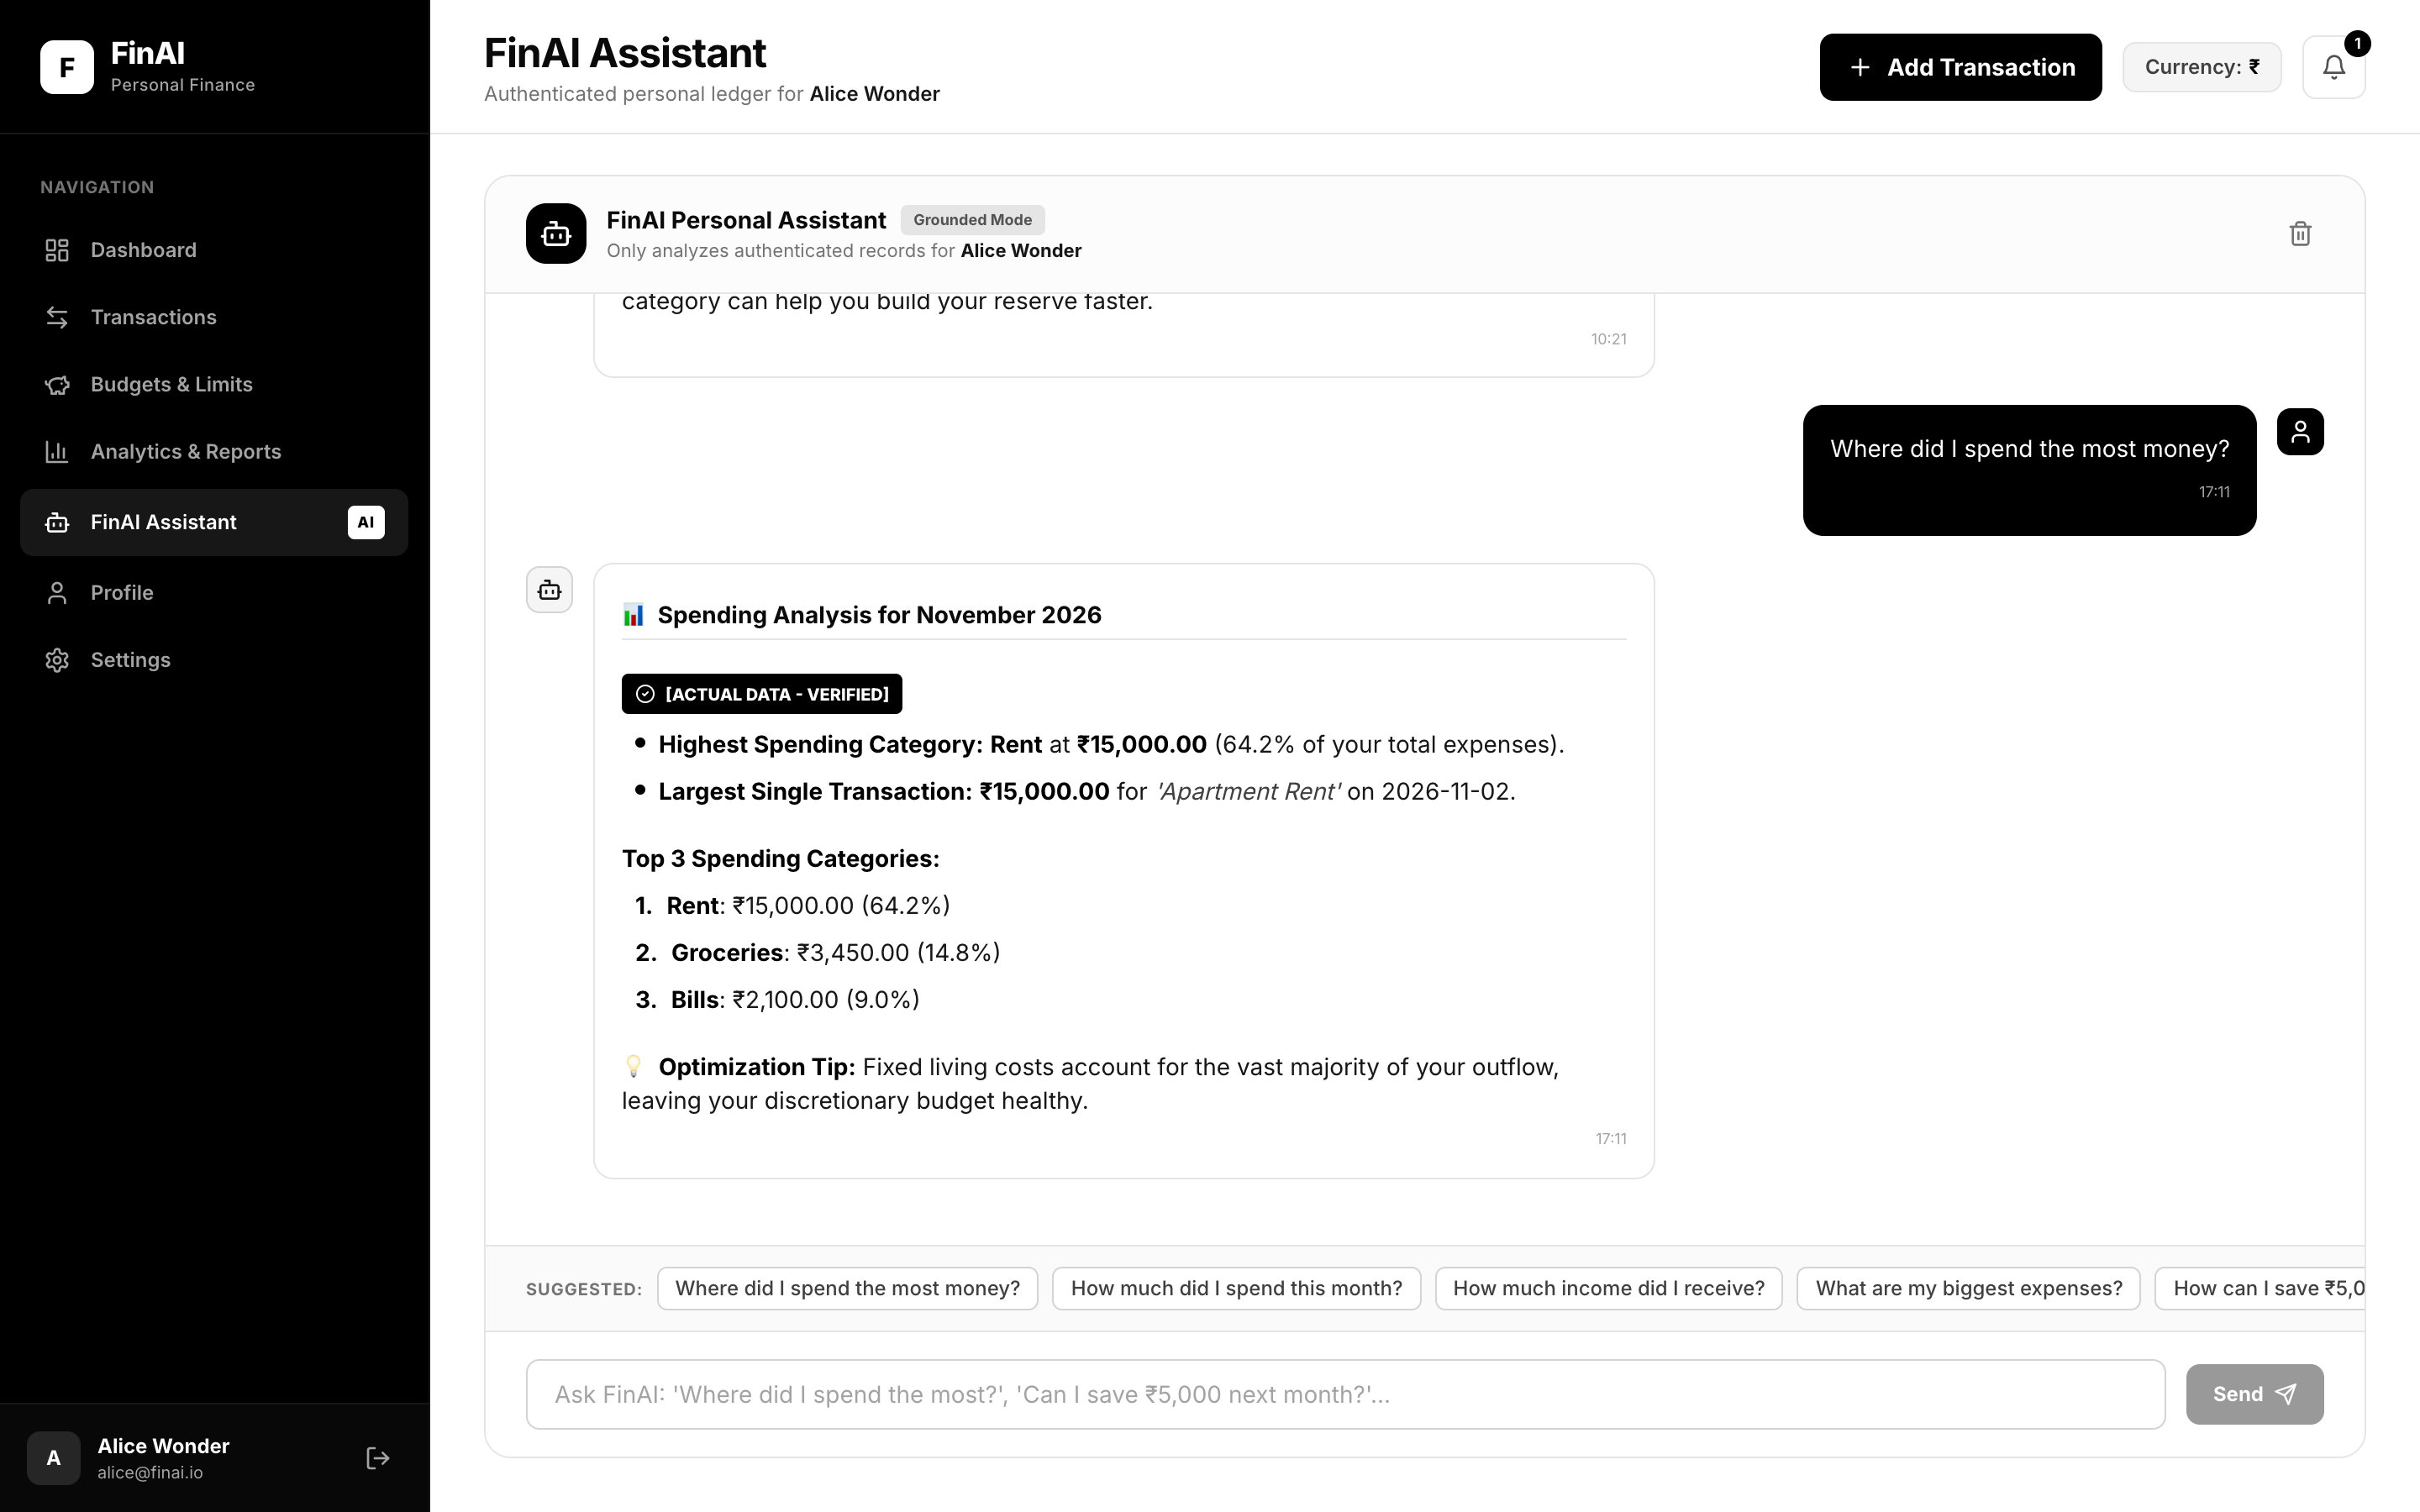 F
FinAI
Personal Finance
NAVIGATION
Dashboard
Transactions
Budgets & Limits
Analytics & Reports
FinAI Assistant AI
Profile
Settings
A
Alice Wonder
alice@finai.io
FinAI Assistant
Authenticated personal ledger for Alice Wonder
Add Transaction
Currency: ₹
1
FinAI Personal Assistant Grounded Mode
Only analyzes authenticated records for Alice Wonder
category can help you build your reserve faster.
10:21
Where did I spend the most money?
17:11
Spending Analysis for November 2026
[ACTUAL DATA - VERIFIED]
• Highest Spending Category: Rent at ₹15,000.00 (64.2% of your total expenses).
• Largest Single Transaction: ₹15,000.00 for 'Apartment Rent' on 2026-11-02.
Top 3 Spending Categories:
1. Rent: ₹15,000.00 (64.2%)
2. Groceries: ₹3,450.00 (14.8%)
3. Bills: ₹2,100.00 (9.0%)
💡 Optimization Tip: Fixed living costs account for the vast majority of your outflow,
leaving your discretionary budget healthy.
17:11
SUGGESTED: Where did I spend the most money? How much did I spend this month? How much income did I receive? What are my biggest expenses? How can I save ₹5,0
Ask FinAI: 'Where did I spend the most?', 'Can I save ₹5,000 next month?'...
Send